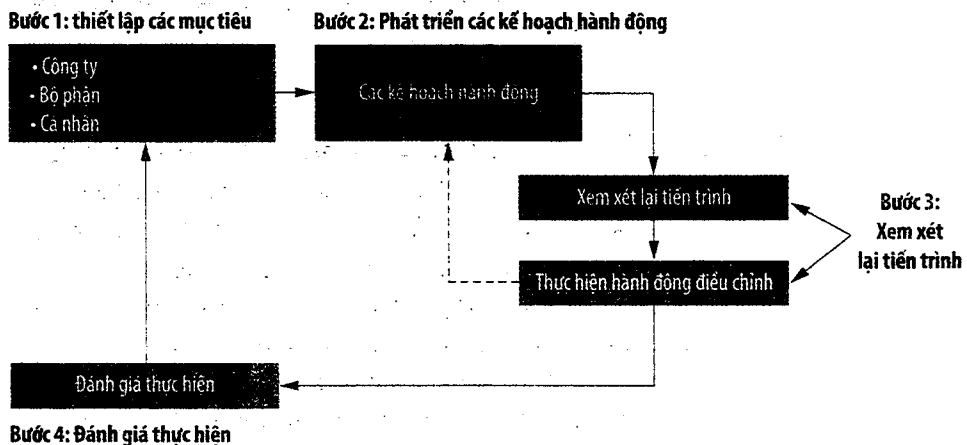 Bước 1: thiết lập các mục tiêu
Bước 2: Phát triển các kế hoạch hành động
• Công ty
• Bộ phận
• Cá nhân
Các kế hoạch hành động
Xem xét lại tiến trình
Bước 3:
Xem xét
lại tiến trình
Thực hiện hành động điều chỉnh
Đánh giá thực hiện
Bước 4: Đánh giá thực hiện